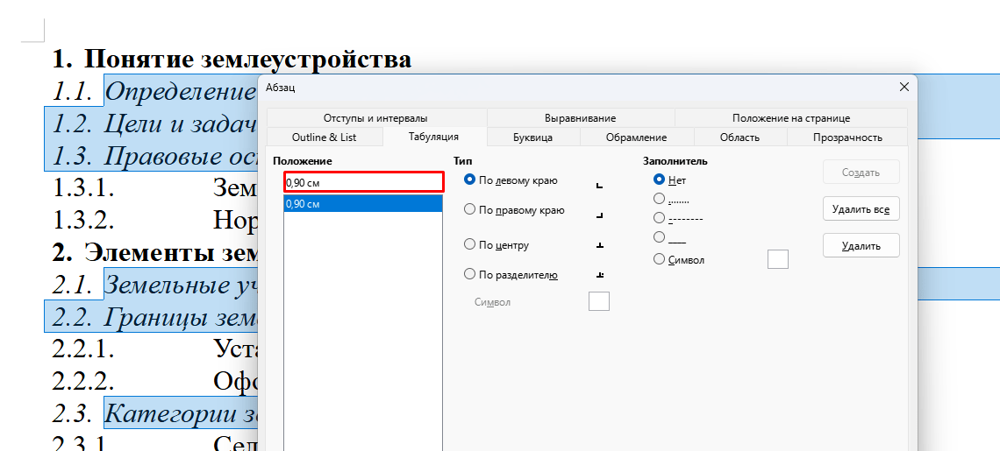 1. Понятие землеустройства
1.1. Определение
1.2. Цели и задач
1.3. Правовые ос
1.3.1. Зем
1.3.2. Нор
2. Элементы зем
2.1. Земельные уч
2.2. Границы зем
2.2.1. Уста
2.2.2. Офо
2.3. Категории з
2.3.1 Сел
Абзац
Отступы и интервалы Выравнивание Положение на странице
Outline & List Табуляция Буквица Обрамление Область Прозрачность
Положение Тип Заполнитель
0,90 см
0,90 см
По левому краю
По правому краю
По центру
По разделителю
Символ
Нет
........
--------
___
Символ
Создать
Удалить все
Удалить